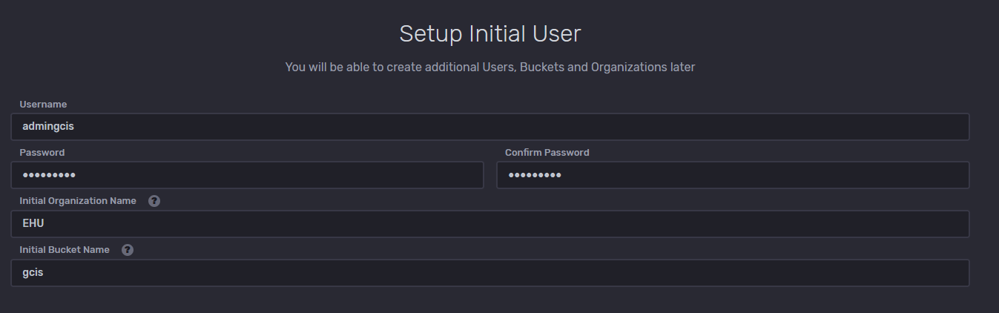 Setup Initial User
You will be able to create additional Users, Buckets and Organizations later
Username
admingcis
Password Confirm Password
••••••••• •••••••••
Initial Organization Name ?
EHU
Initial Bucket Name ?
gcis